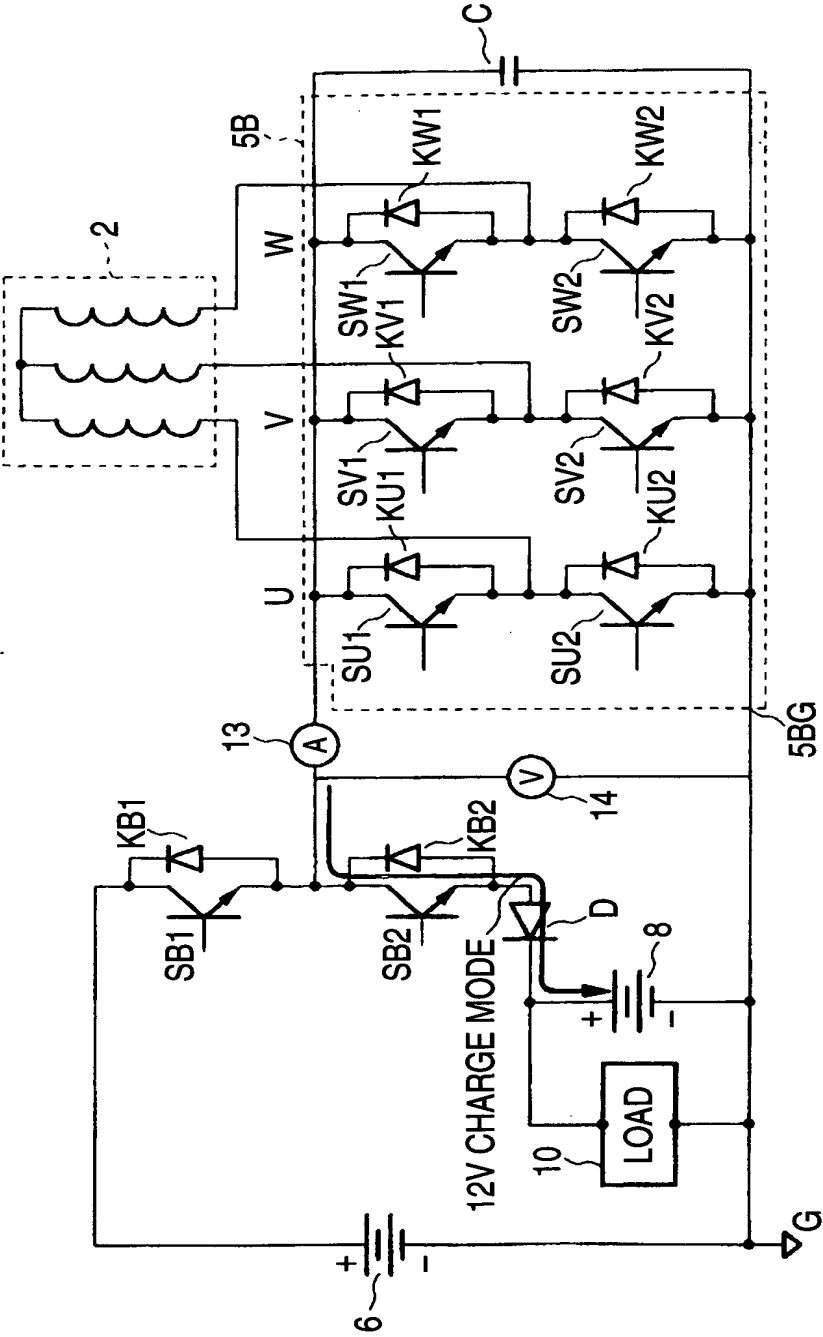 2
5B
C
U
V
W
SU1
KU1
SV1
KV1
SW1
KW1
SU2
KU2
SV2
KV2
SW2
KW2
5BG
13
A
V
14
KB1
SB1
KB2
SB2
D
12V CHARGE MODE
8
+
-
LOAD
10
6
+
-
G